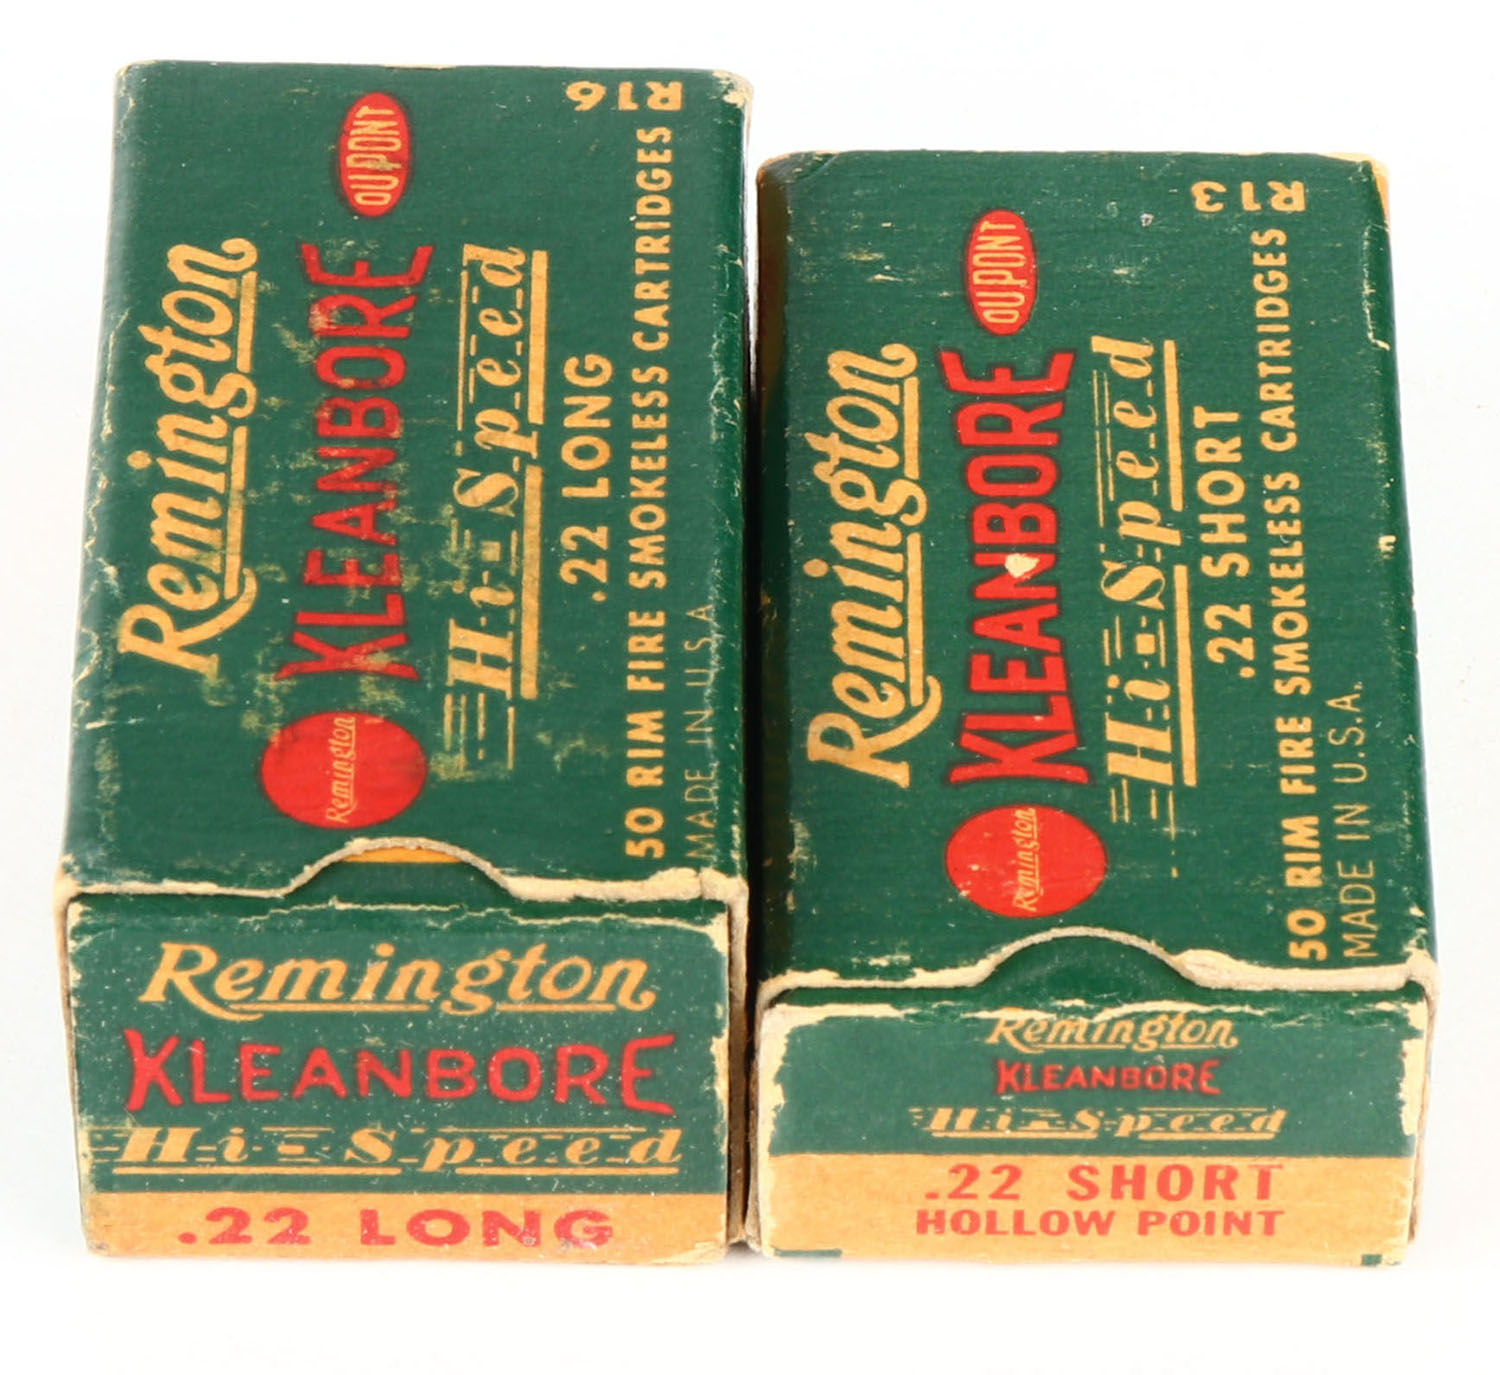 Remington
KLEANBORE
DUPONT
Hi-Speed
.22 LONG
50 RIM FIRE SMOKELESS CARTRIDGES
MADE IN U.S.A.
R16
Remington
Remington
KLEANBORE
Hi-Speed
.22 LONG
Remington
KLEANBORE
DUPONT
Hi-Speed
.22 SHORT
50 RIM FIRE SMOKELESS CARTRIDGES
MADE IN U.S.A.
R13
Remington
Remington
KLEANBORE
Hi-Speed
.22 SHORT
HOLLOW POINT